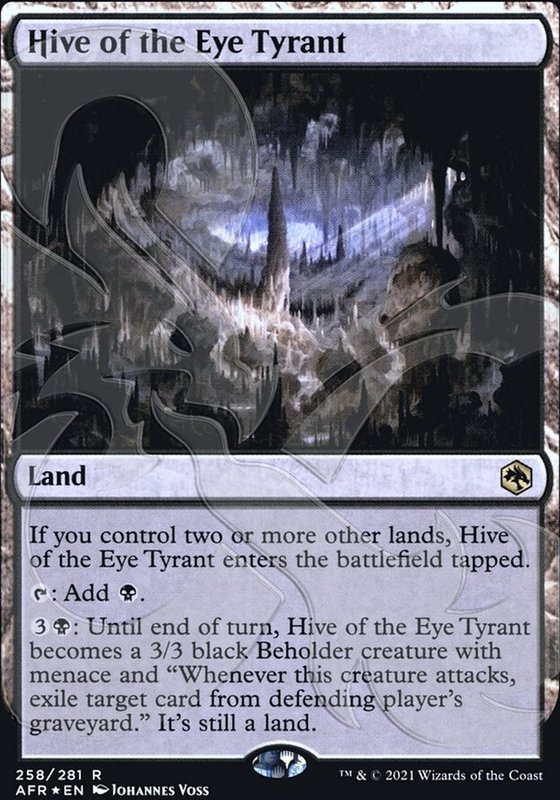 Hive of the Eye Tyrant
Land
If you control two or more other lands, Hive
of the Eye Tyrant enters the battlefield tapped.
: Add .
3 : Until end of turn, Hive of the Eye Tyrant
becomes a 3/3 black Beholder creature with
menace and “Whenever this creature attacks,
exile target card from defending player’s
graveyard.” It’s still a land.
258/281 R
AFR ★ EN Johannes Voss
™ & © 2021 Wizards of the Coast